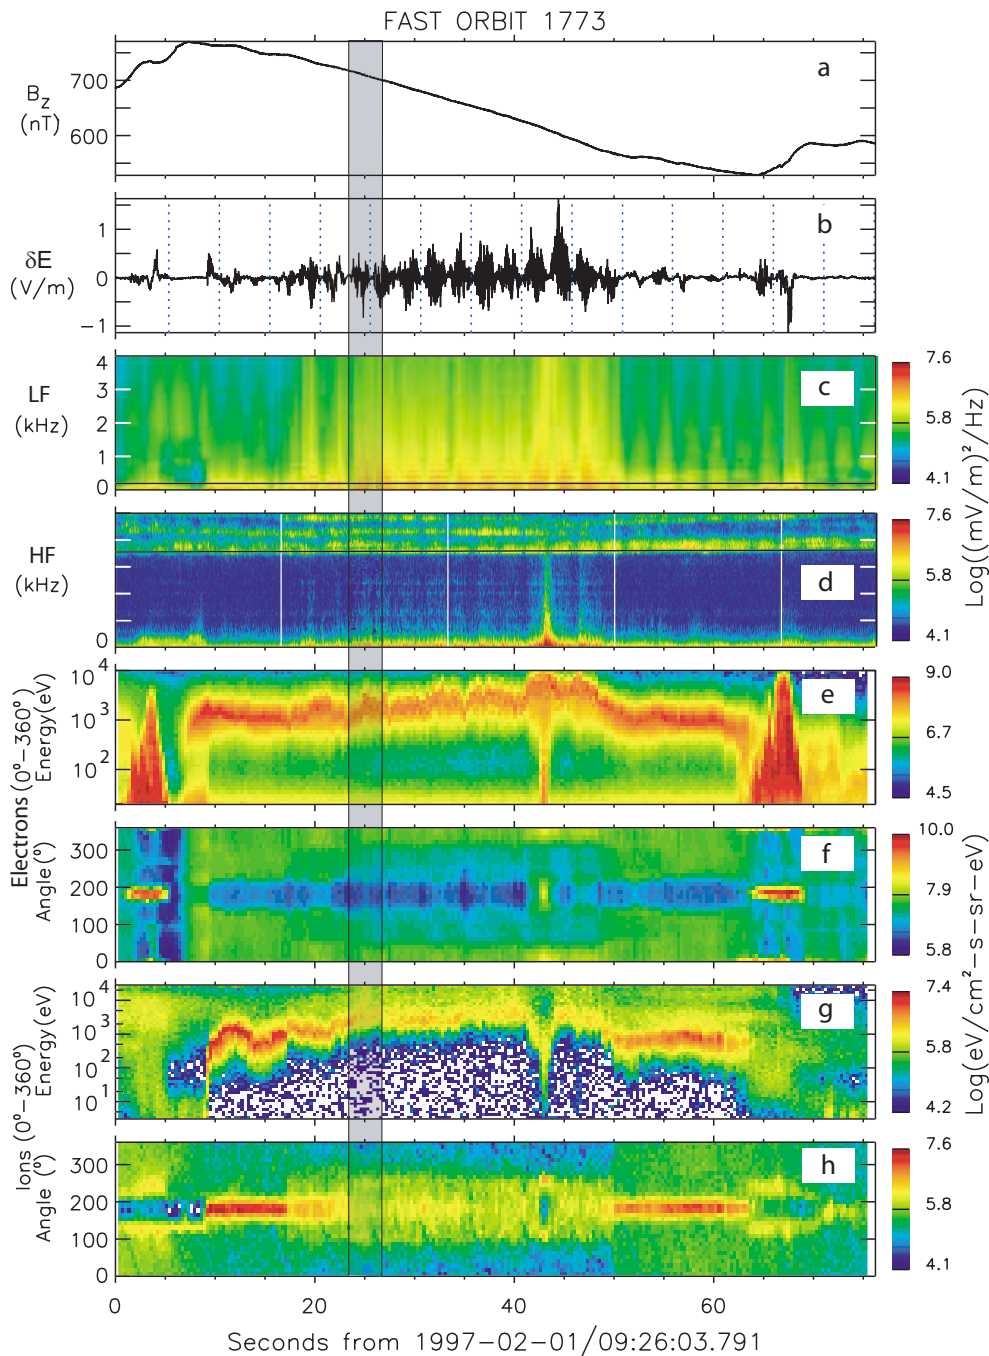 FAST ORBIT 1773
a
700
600
B_z
(nT)
b
1
0
−1
δE
(V/m)
c
4
3
2
1
0
LF
(kHz)
7.6
5.8
4.1
d
0
HF
(kHz)
7.6
5.8
4.1
Log((mV/m)²/Hz)
e
10⁴
10³
10²
Energy(eV)
9.0
6.7
4.5
Electrons(0°−360°)
f
300
200
100
0
Angle(°)
10.0
7.9
5.8
g
10⁴
10³
10²
10¹
Energy(eV)
7.4
5.8
4.2
Log(eV/cm²−s−sr−eV)
Ions(0°−360°)
h
300
200
100
0
Angle (°)
7.6
5.8
4.1
0 20 40 60
Seconds from 1997−02−01/09:26:03.791